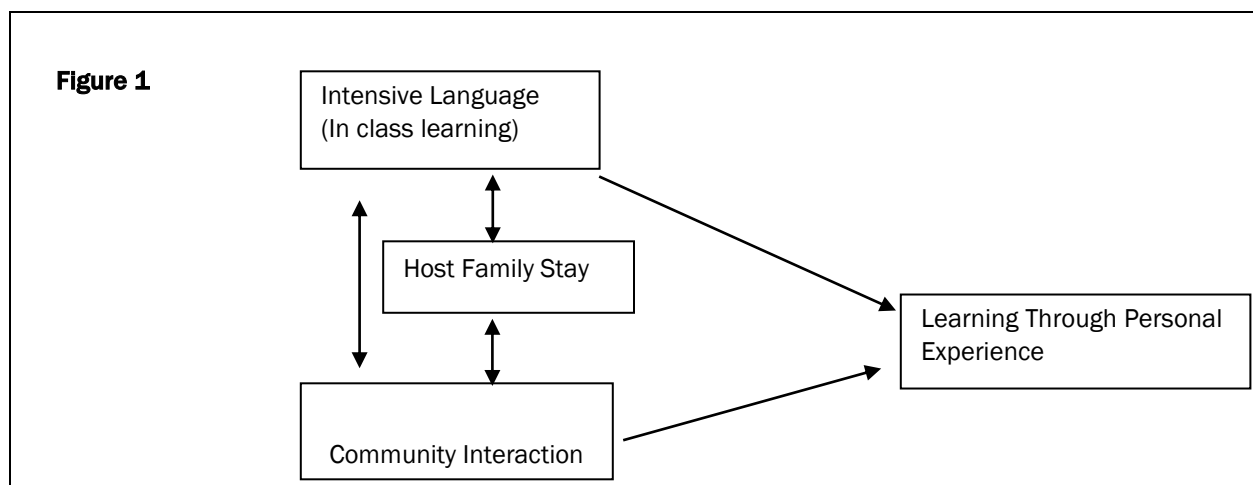 Figure 1
Intensive Language
(In class learning)
Host Family Stay
Learning Through Personal
Experience
Community Interaction